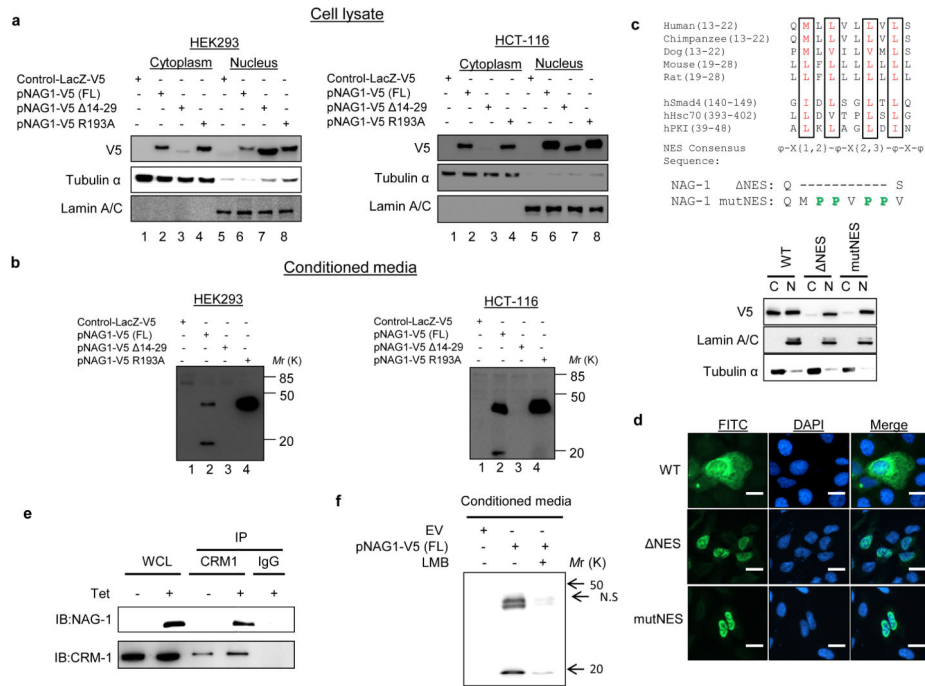 a
Cell lysate
HEK293
Cytoplasm Nucleus
Control-LacZ-V5 + - - - + - - -
pNAG1-V5 (FL) - + - - - + - -
pNAG1-V5 Δ14-29 - - + - - - + -
pNAG1-V5 R193A - - - + - - - +
V5
Tubulin α
Lamin A/C
1 2 3 4 5 6 7 8
HCT-116
Cytoplasm Nucleus
Control-LacZ-V5 + - - - + - - -
pNAG1-V5 (FL) - + - - - + - -
pNAG1-V5 Δ14-29 - - + - - - + -
pNAG1-V5 R193A - - - + - - - +
V5
Tubulin α
Lamin A/C
1 2 3 4 5 6 7 8
b
Conditioned media
HEK293
Control-LacZ-V5 + - - -
pNAG1-V5 (FL) - + - -
pNAG1-V5 Δ14-29 - - + -
pNAG1-V5 R193A - - - + Mr (K)
85
50
20
1 2 3 4
HCT-116
Control-LacZ-V5 + - - -
pNAG1-V5 (FL) - + - -
pNAG1-V5 Δ14-29 - - + -
pNAG1-V5 R193A - - - + Mr (K)
85
50
20
1 2 3 4
c
Human(13-22) Q M L L V L L V L S
Chimpanzee(13-22) Q M L L V L L V L S
Dog(13-22) P M L V I L M V L S
Mouse(19-28) L L F L L L L L L L
Rat(19-28) L L F L L L L L L L
hSmad4(140-149) G I D L S G L T L Q
hHsc70(393-402) L L L D V T P L S L
hPKI(39-48) A L K L A G L D I N
NES Consensus φ-X{1,2}-φ-X{2,3}-φ-X-φ
Sequence:
NAG-1 ΔNES: Q ----------- S
NAG-1 mutNES: Q M P P V P P V
WT ΔNES mutNES
C N C N C N
V5
Lamin A/C
Tubulin α
d
FITC DAPI Merge
WT
ΔNES
mutNES
e
IP
WCL CRM1 IgG
Tet - + - + +
IB:NAG-1
IB:CRM-1
f
Conditioned media
EV + - -
pNAG1-V5 (FL) - + +
LMB - - + Mr (K)
50
N.S
20